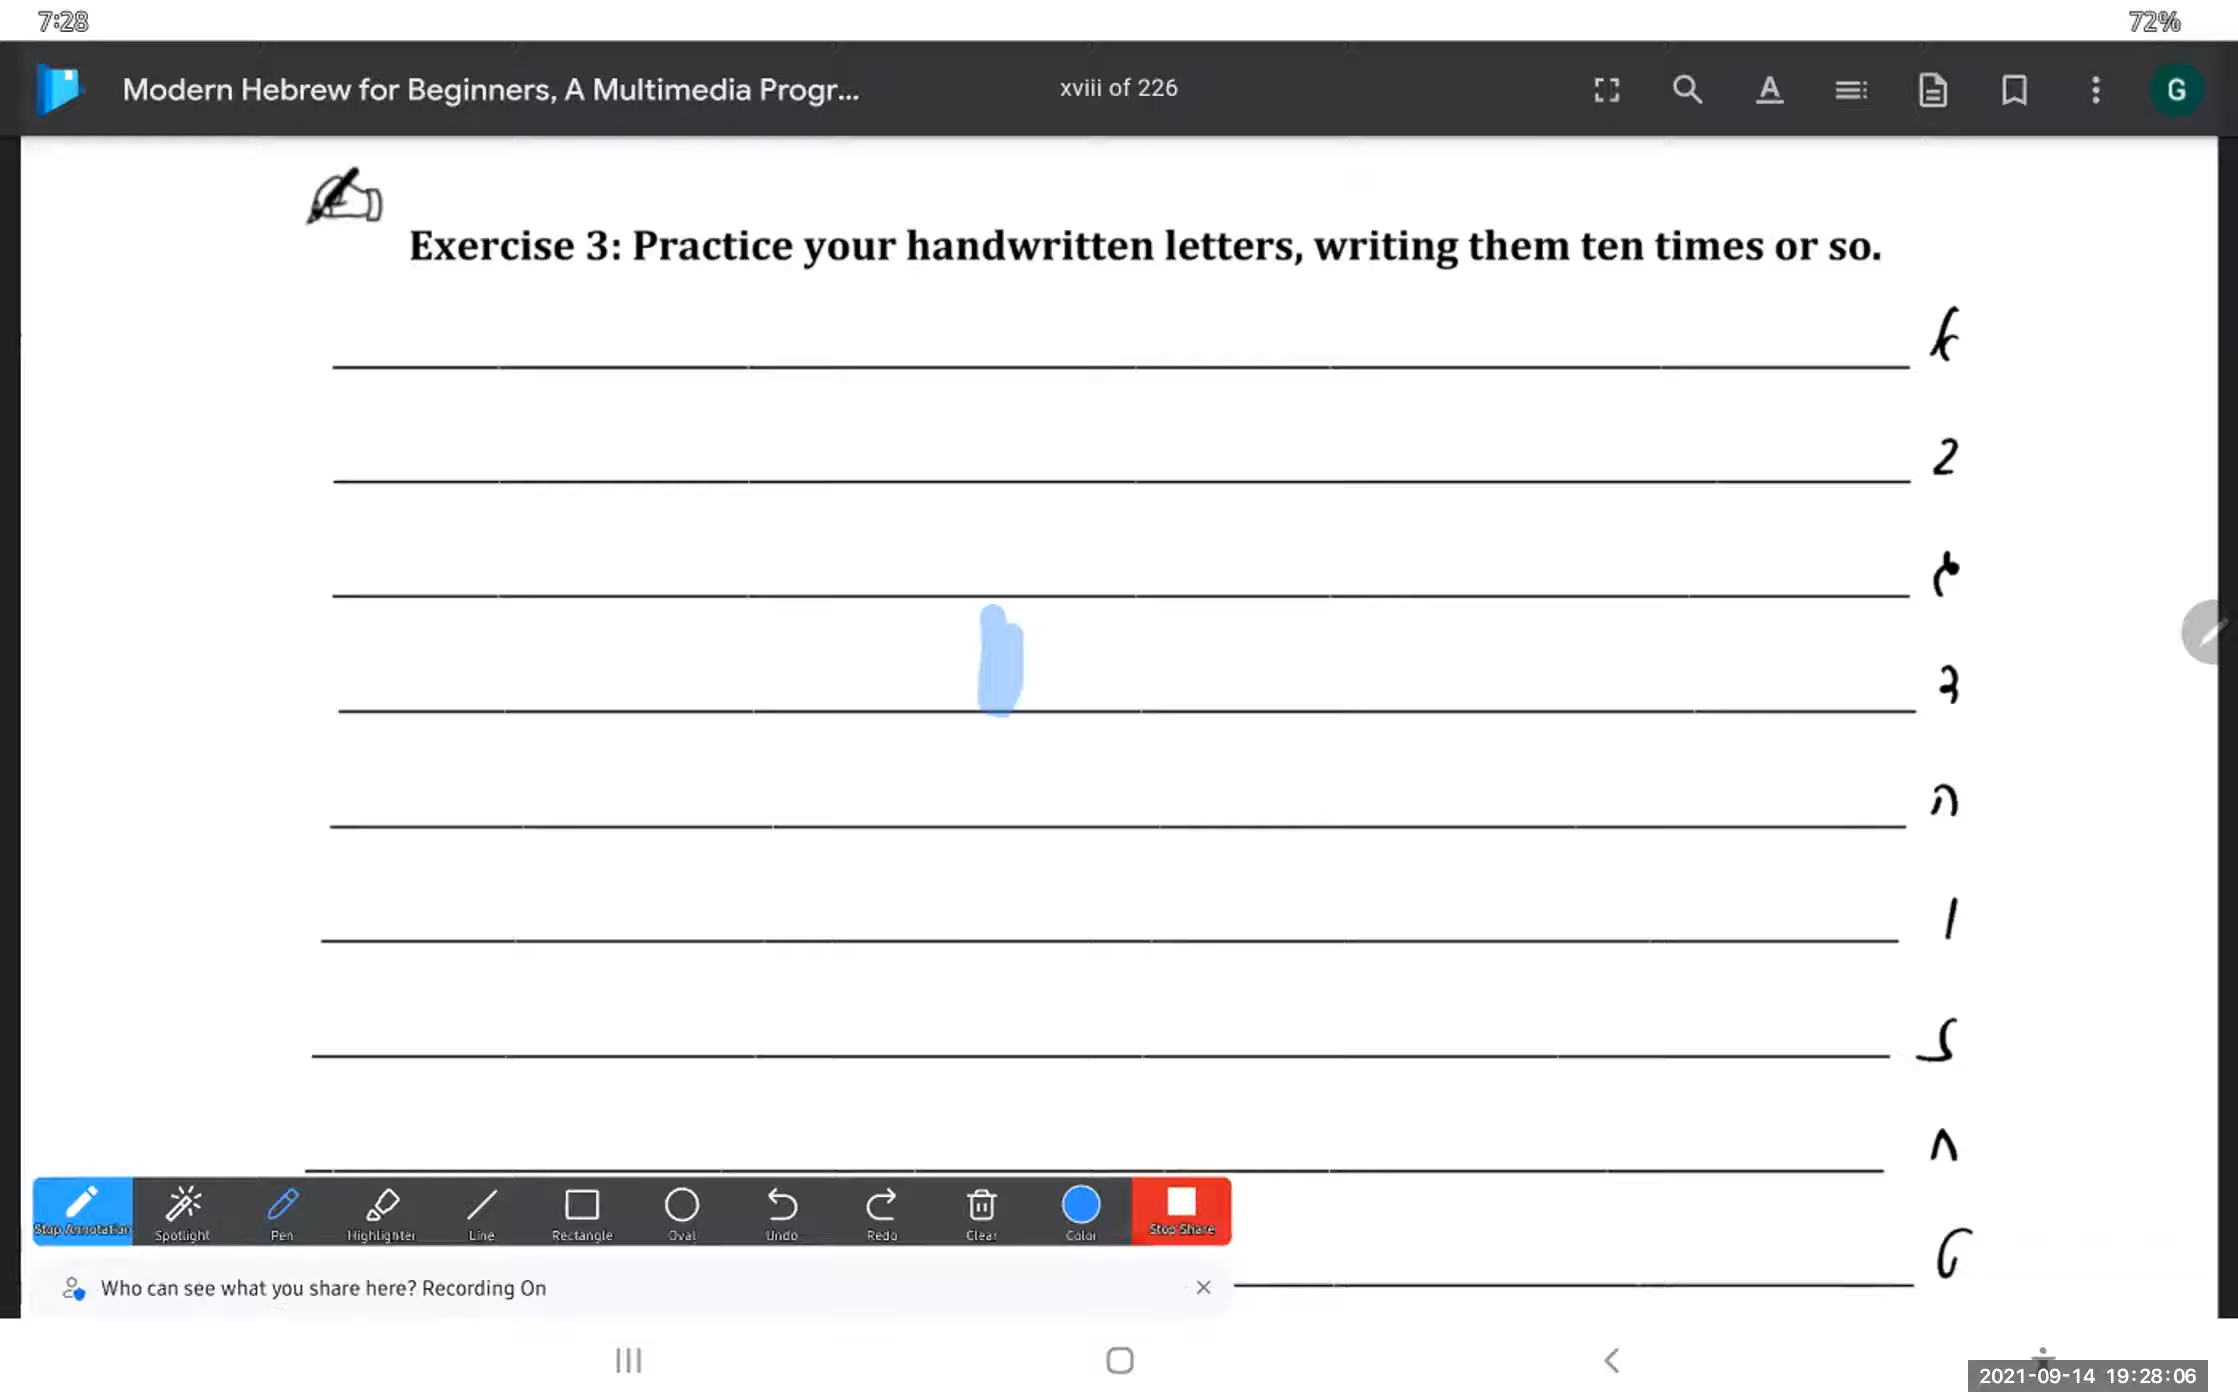 7:28 72%
Modern Hebrew for Beginners, A Multimedia Progr... xviii of 226 A G
Exercise 3: Practice your handwritten letters, writing them ten times or so.
א
ב
ג
ד
ה
ו
ז
ח
ט
Stop Annotation Spotlight Pen Highlighter Line Rectangle Oval Undo Redo Clear Color Stop Share
Who can see what you share here? Recording On
2021-09-14 19:28:06